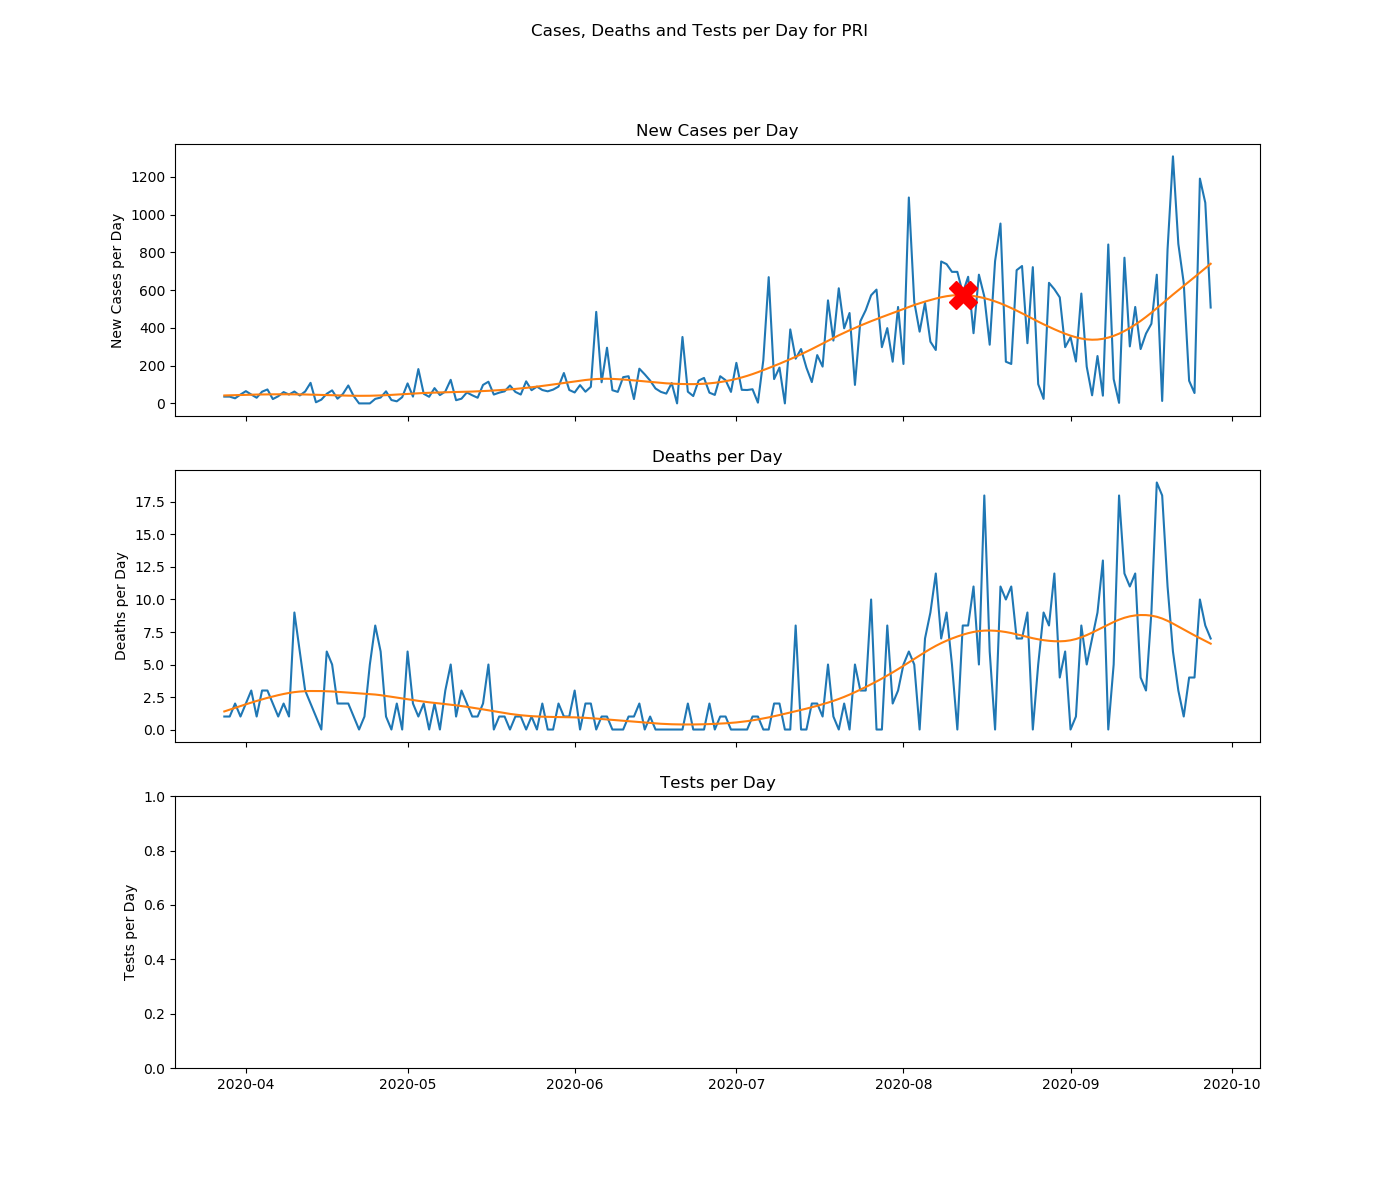 Cases, Deaths and Tests per Day for PRI
New Cases per Day
New Cases per Day
1200
1000
800
600
400
200
0
Deaths per Day
Deaths per Day
17.5
15.0
12.5
10.0
7.5
5.0
2.5
0.0
Tests per Day
Tests per Day
1.0
0.8
0.6
0.4
0.2
0.0
2020-04 2020-05 2020-06 2020-07 2020-08 2020-09 2020-10